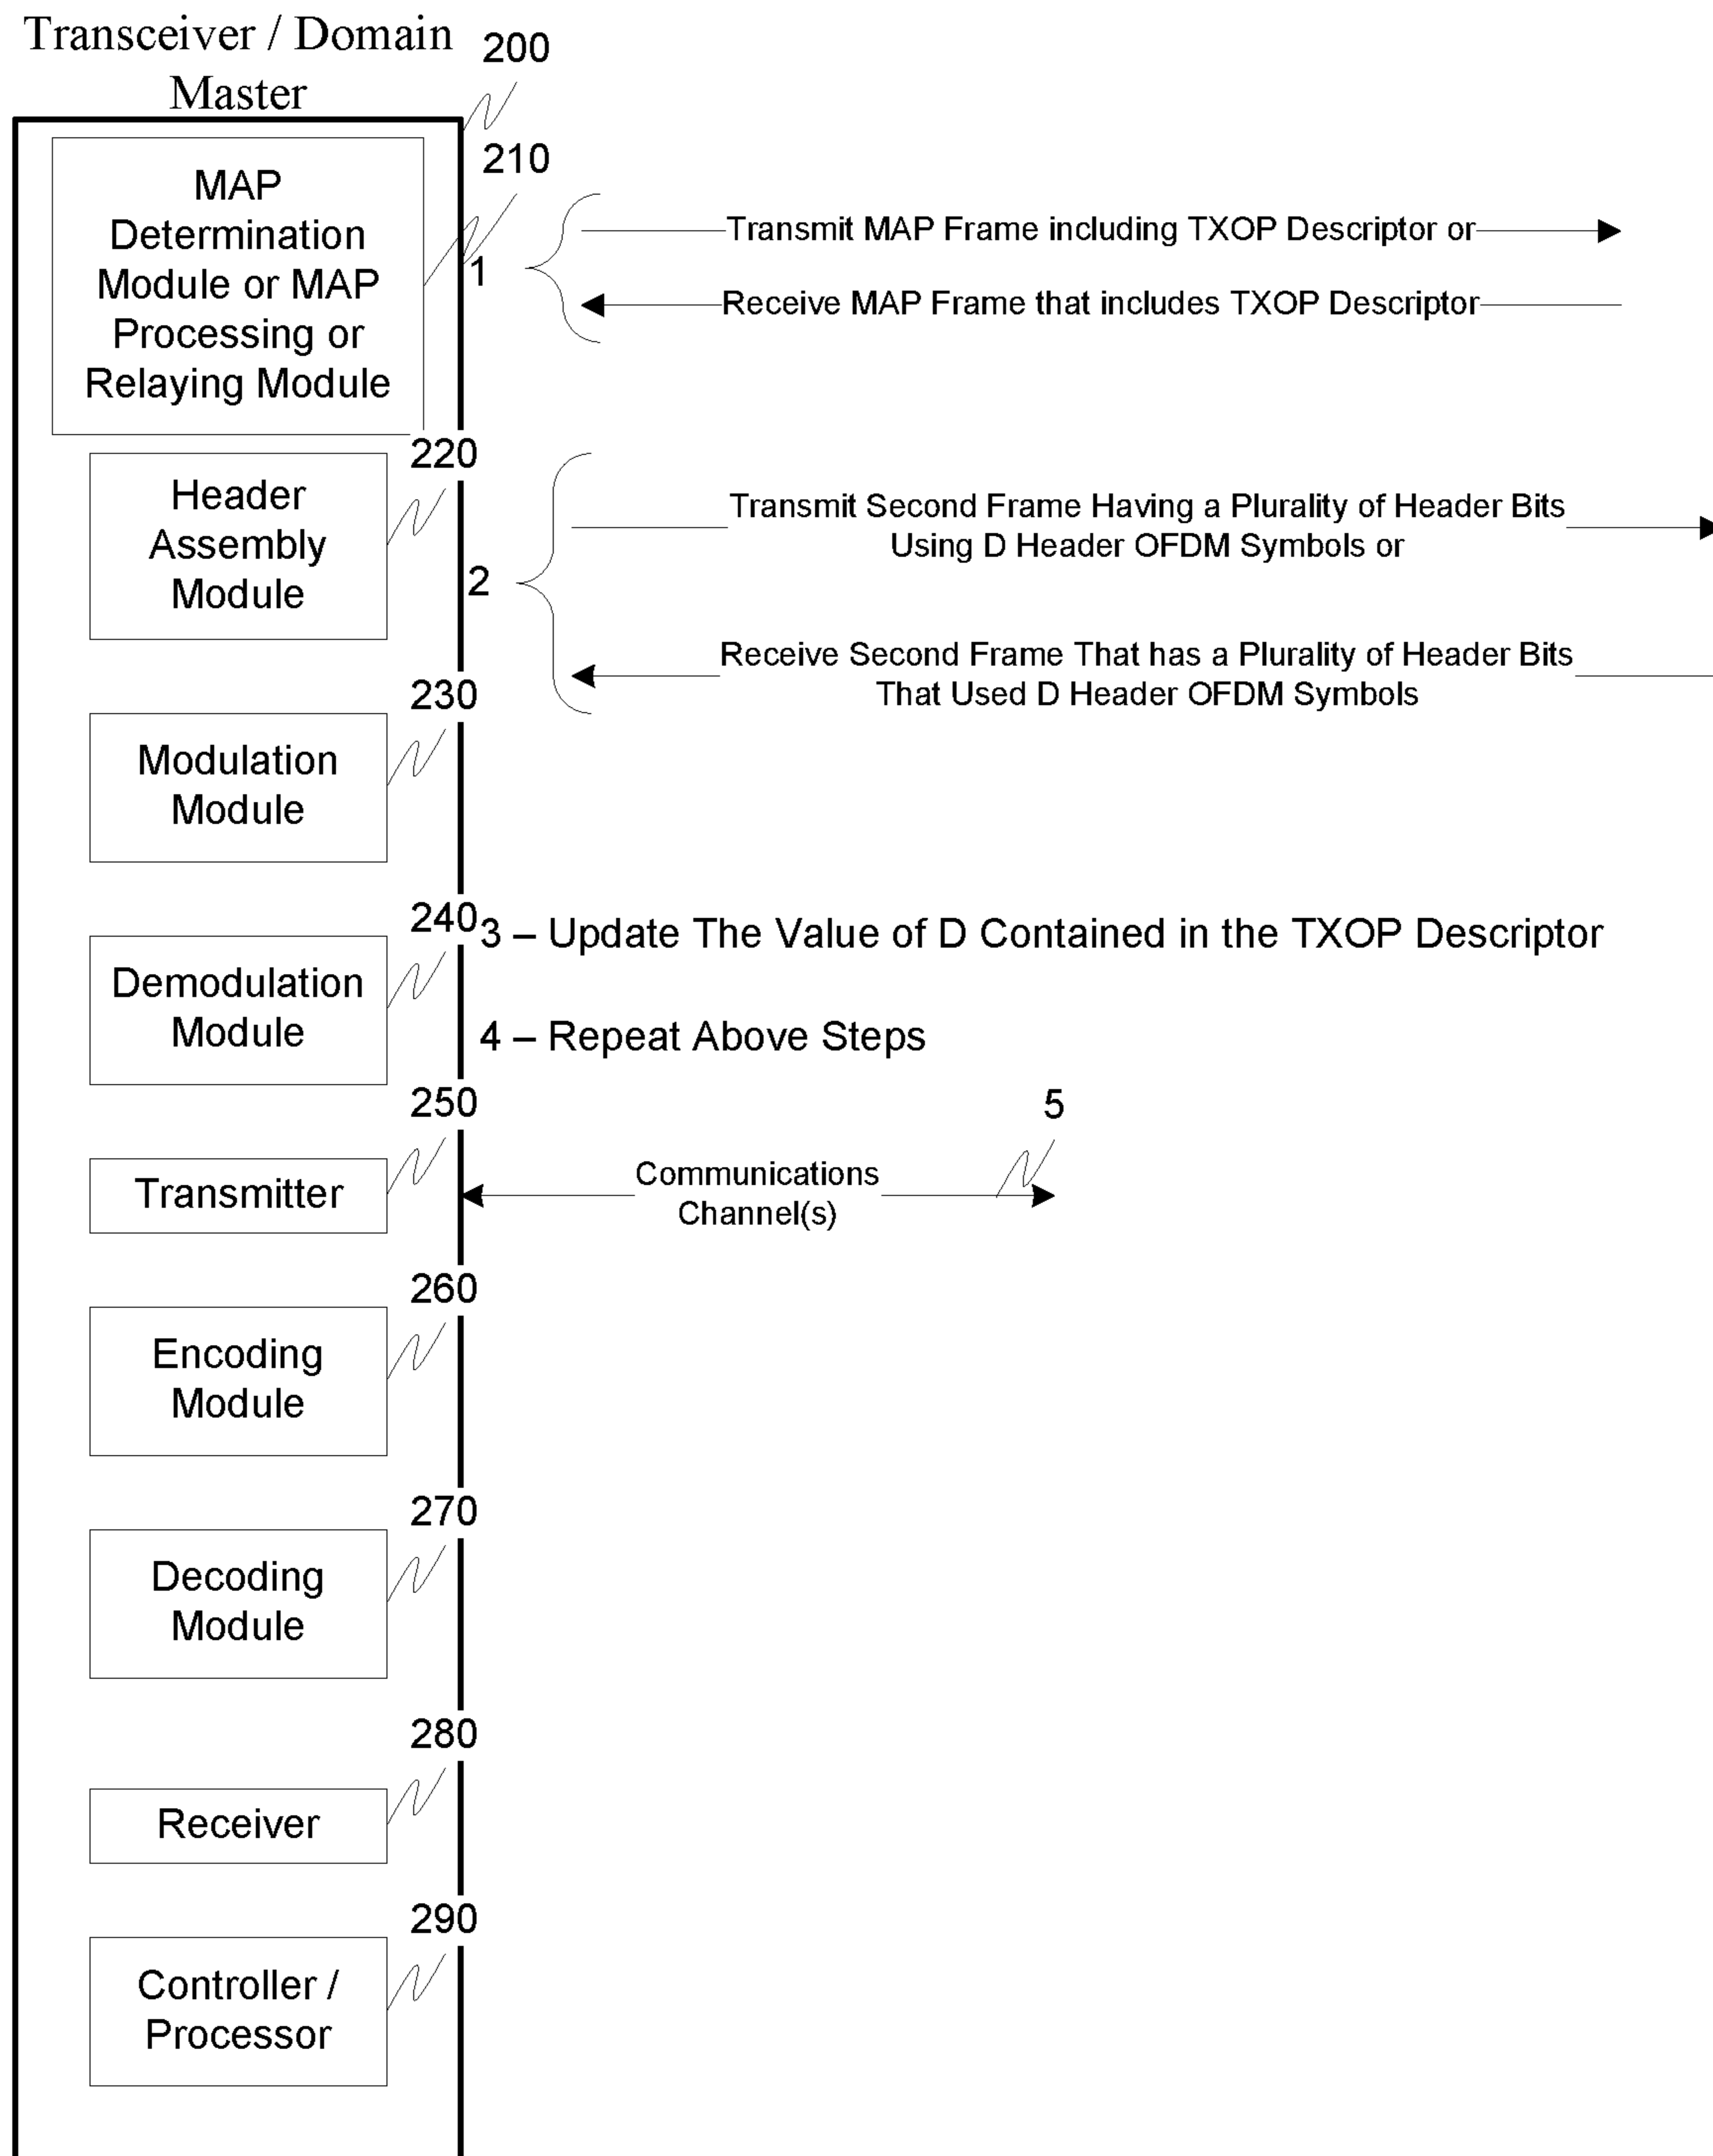 Transceiver / Domain
Master
200
210
MAP
Determination
Module or MAP
Processing or
Relaying Module
1
Transmit MAP Frame including TXOP Descriptor or
Receive MAP Frame that includes TXOP Descriptor
220
Header
Assembly
Module
2
Transmit Second Frame Having a Plurality of Header Bits
Using D Header OFDM Symbols or
Receive Second Frame That has a Plurality of Header Bits
That Used D Header OFDM Symbols
230
Modulation
Module
240
3 – Update The Value of D Contained in the TXOP Descriptor
Demodulation
Module
4 – Repeat Above Steps
250
5
Transmitter
Communications
Channel(s)
260
Encoding
Module
270
Decoding
Module
280
Receiver
290
Controller /
Processor